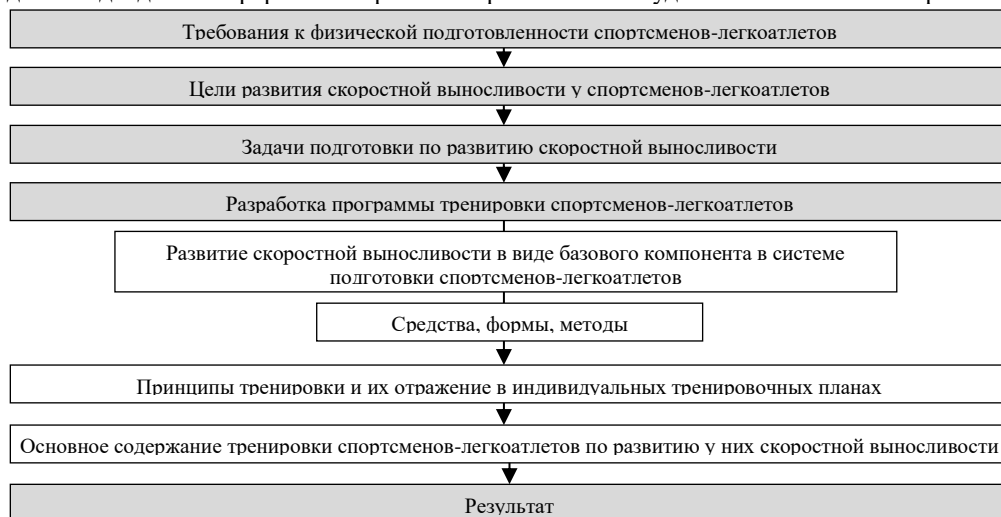 Требования к физической подготовленности спортсменов-легкоатлетов
Цели развития скоростной выносливости у спортсменов-легкоатлетов
Задачи подготовки по развитию скоростной выносливости
Разработка программы тренировки спортсменов-легкоатлетов
Развитие скоростной выносливости в виде базового компонента в системе
подготовки спортсменов-легкоатлетов
Средства, формы, методы
Принципы тренировки и их отражение в индивидуальных тренировочных планах
Основное содержание тренировки спортсменов-легкоатлетов по развитию у них скоростной выносливости
Результат